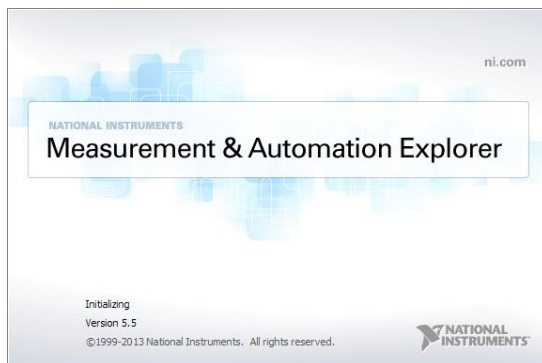 ni.com
NATIONAL INSTRUMENTS
Measurement & Automation Explorer
Initializing
Version 5.5
©1999-2013 National Instruments. All rights reserved.
NATIONAL
INSTRUMENTS™